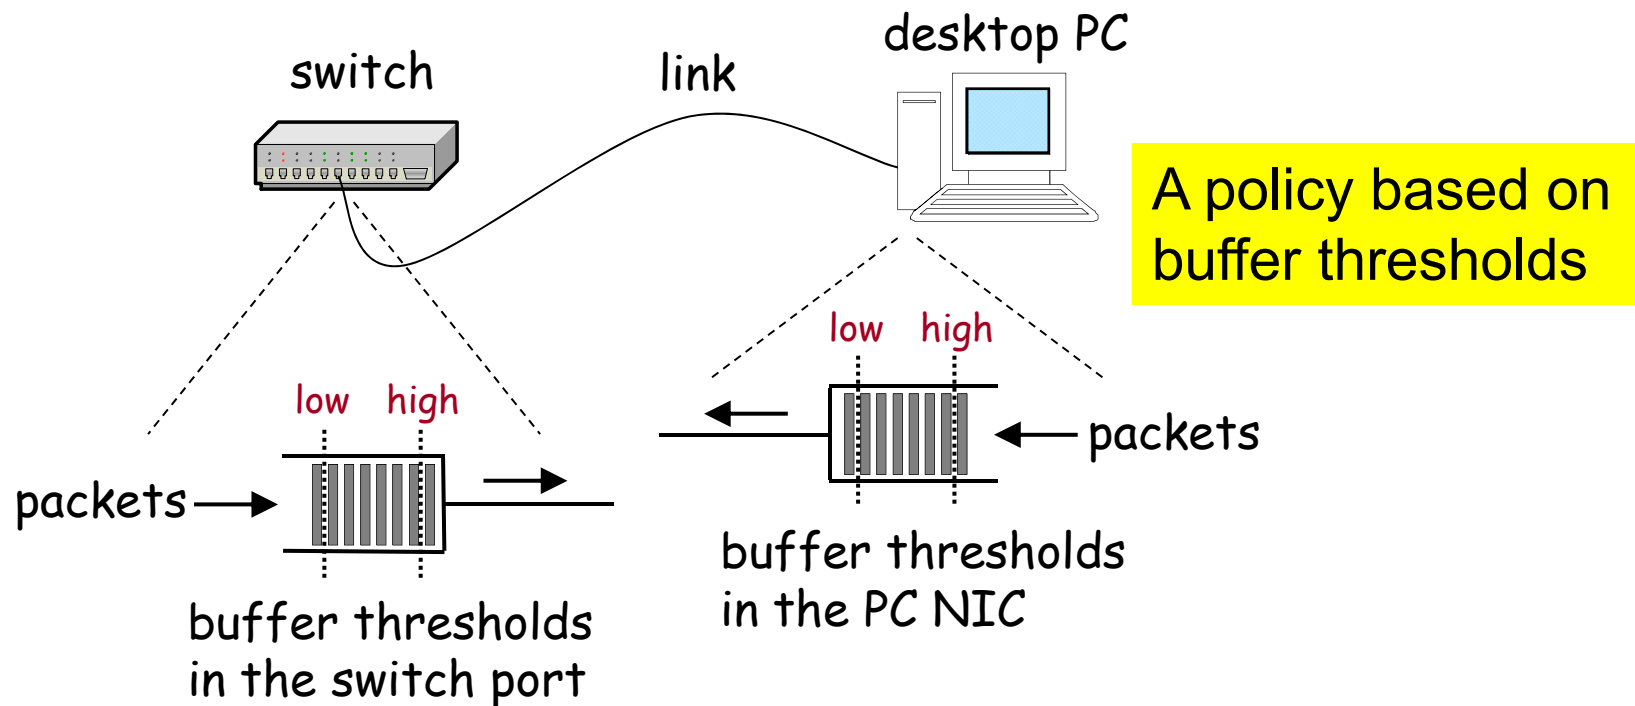 desktop PC
switch
link
A policy based on
buffer thresholds
low high
packets
buffer thresholds
in the PC NIC
low high
packets
buffer thresholds
in the switch port